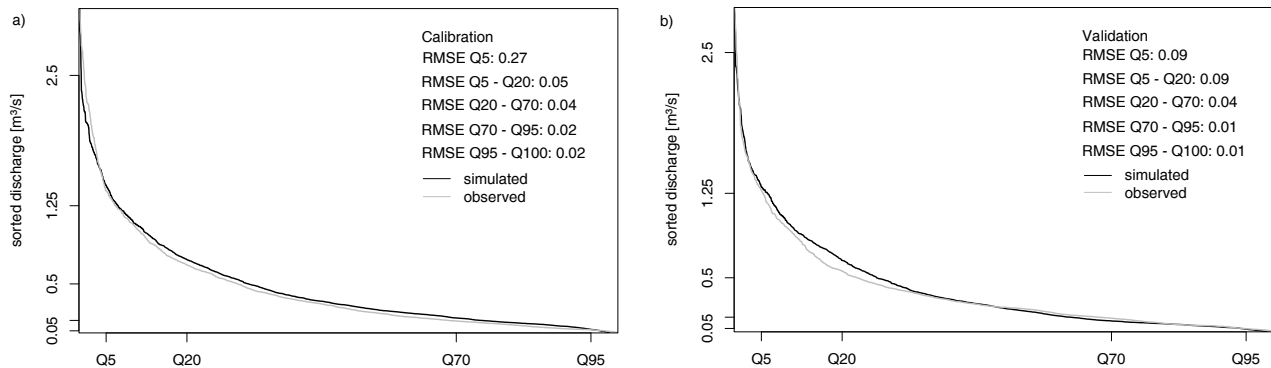 a)
Calibration
RMSE Q5: 0.27
RMSE Q5 - Q20: 0.05
RMSE Q20 - Q70: 0.04
RMSE Q70 - Q95: 0.02
RMSE Q95 - Q100: 0.02
simulated
observed
sorted discharge [m³/s]
2.5
1.25
0.5
0.05
Q5
Q20
Q70
Q95
b)
Validation
RMSE Q5: 0.09
RMSE Q5 - Q20: 0.09
RMSE Q20 - Q70: 0.04
RMSE Q70 - Q95: 0.01
RMSE Q95 - Q100: 0.01
simulated
observed
sorted discharge [m³/s]
2.5
1.25
0.5
0.05
Q5
Q20
Q70
Q95